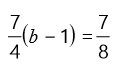 7/4(b − 1) = 7/8